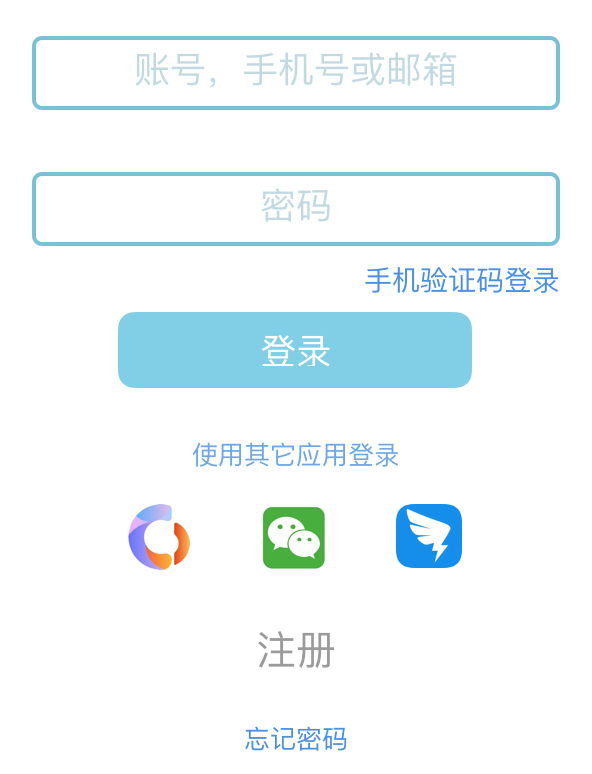 账号，手机号或邮箱
密码
手机验证码登录
登录
使用其它应用登录
注册
忘记密码